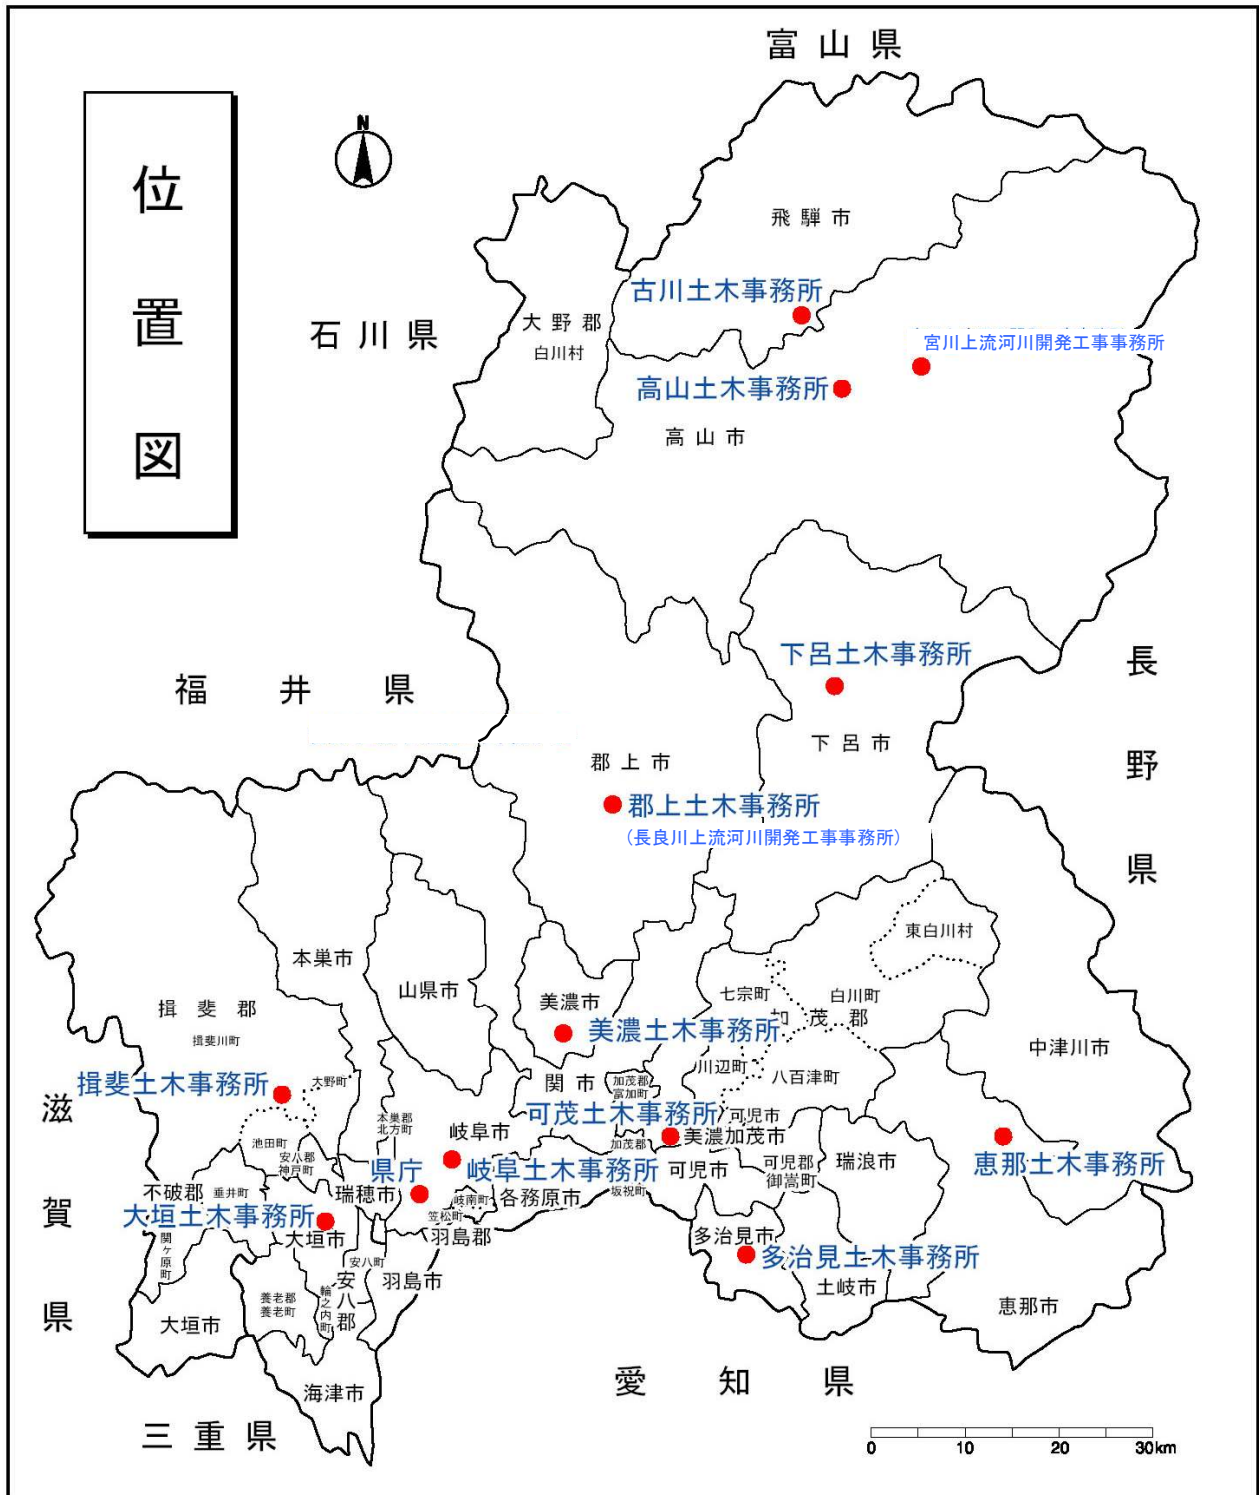 富山県
位置図
N
飛騨市
古川土木事務所
石川県
大野郡
白川村
宮川上流河川開発工事事務所
高山土木事務所
高山市
下呂土木事務所
長野県
福井県
下呂市
郡上市
郡上土木事務所
(長良川上流河川開発工事事務所)
東白川村
本巣市
山県市
美濃市
七宗町
白川町
揖斐郡
加茂郡
揖斐川町
美濃土木事務所
中津川市
川辺町
八百津町
大野町
関市
加茂郡
富加町
揖斐土木事務所
滋賀県
本巣郡
北方町
可茂土木事務所
可児市
池田町
岐阜市
加茂郡
美濃加茂市
安八郡
神戸町
県庁
岐阜土木事務所
可児市
可児郡
御嵩町
瑞浪市
恵那土木事務所
不破郡
垂井町
瑞穂市
岐南町
各務原市
坂祝町
大垣土木事務所
笠松町
大垣市
羽島郡
多治見市
関ヶ原町
安八町
多治見土木事務所
安八郡
羽島市
土岐市
養老郡
養老町
輪之内町
恵那市
大垣市
愛知県
海津市
三重県
0 10 20 30km